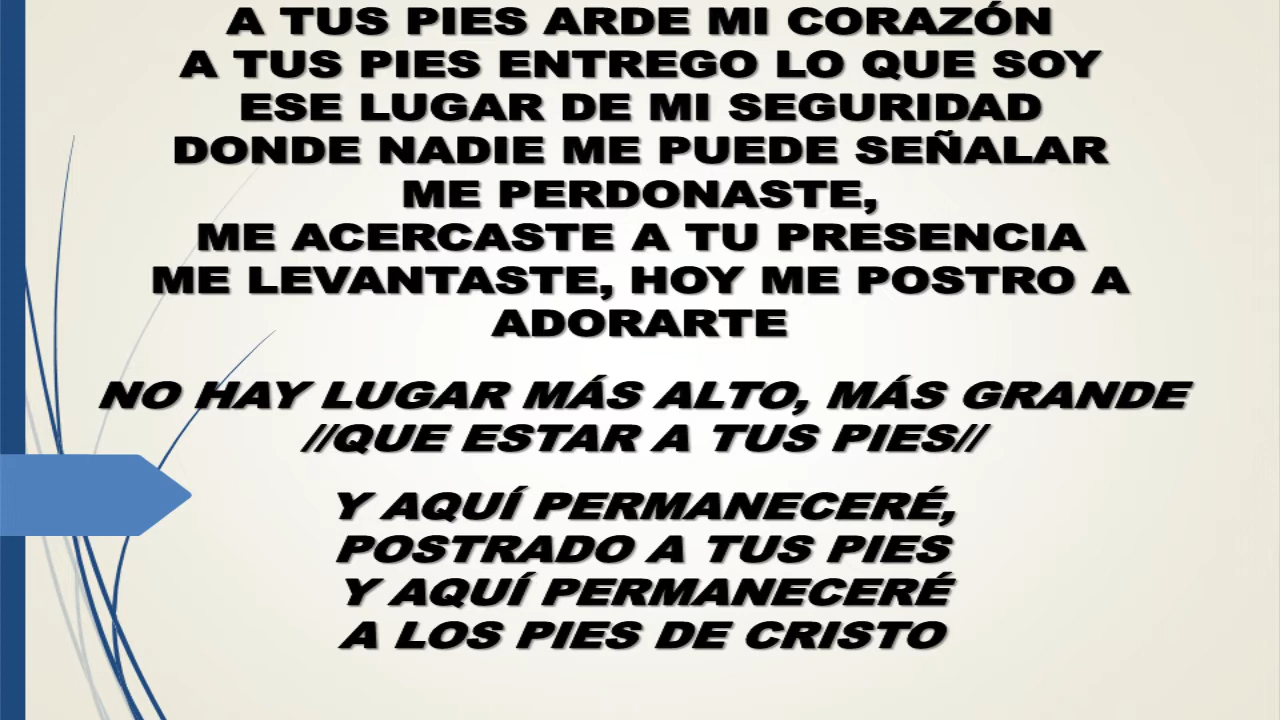 A TUS PIES ARDE MI CORAZÓN
A TUS PIES ENTREGO LO QUE SOY
ESE LUGAR DE MI SEGURIDAD
DONDE NADIE ME PUEDE SEÑALAR
ME PERDONASTE,
ME ACERCASTE A TU PRESENCIA
ME LEVANTASTE, HOY ME POSTRO A
ADORARTE
NO HAY LUGAR MÁS ALTO, MÁS GRANDE
//QUE ESTAR A TUS PIES//
Y AQUÍ PERMANECERÉ,
POSTRADO A TUS PIES
Y AQUÍ PERMANECERÉ
A LOS PIES DE CRISTO